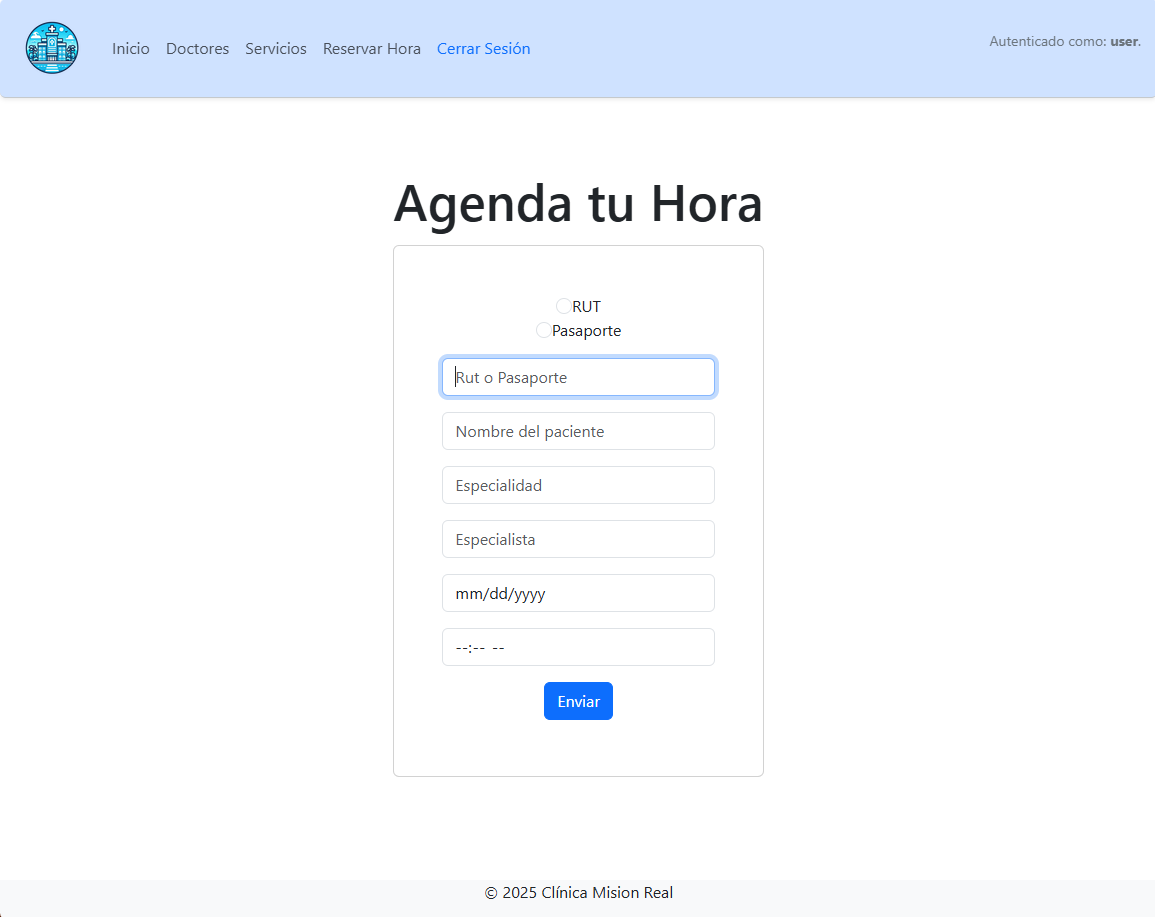 Inicio Doctores Servicios Reservar Hora Cerrar Sesión
Autenticado como: user.
Agenda tu Hora
RUT
Pasaporte
Rut o Pasaporte
Nombre del paciente
Especialidad
Especialista
mm/dd/yyyy
--:-- --
Enviar
© 2025 Clínica Mision Real